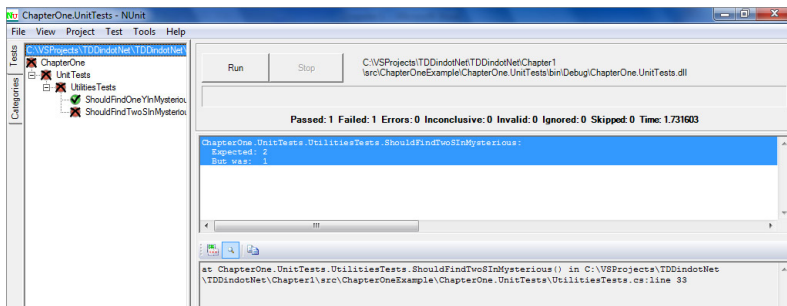 ChapterOne.UnitTests - NUnit
File View Project Test Tools Help
Tests
Categories
C:\VSProjects\TDDindotNet\TDDindotNet\
ChapterOne
UnitTests
UtilitiesTests
ShouldFindOneYInMysteriou
ShouldFindTwoSInMysteriou
Run
Stop
C:\VSProjects\TDDindotNet\TDDindotNet\Chapter1
\src\ChapterOneExample\ChapterOne.UnitTests\bin\Debug\ChapterOne.UnitTests.dll
Passed: 1 Failed: 1 Errors: 0 Inconclusive: 0 Invalid: 0 Ignored: 0 Skipped: 0 Time: 1.731603
ChapterOne.UnitTests.UtilitiesTests.ShouldFindTwoSInMysterious:
Expected: 2
But was: 1
at ChapterOne.UnitTests.UtilitiesTests.ShouldFindTwoSInMysterious() in C:\VSProjects\TDDindotNet
\TDDindotNet\Chapter1\src\ChapterOneExample\ChapterOne.UnitTests\UtilitiesTests.cs:line 33